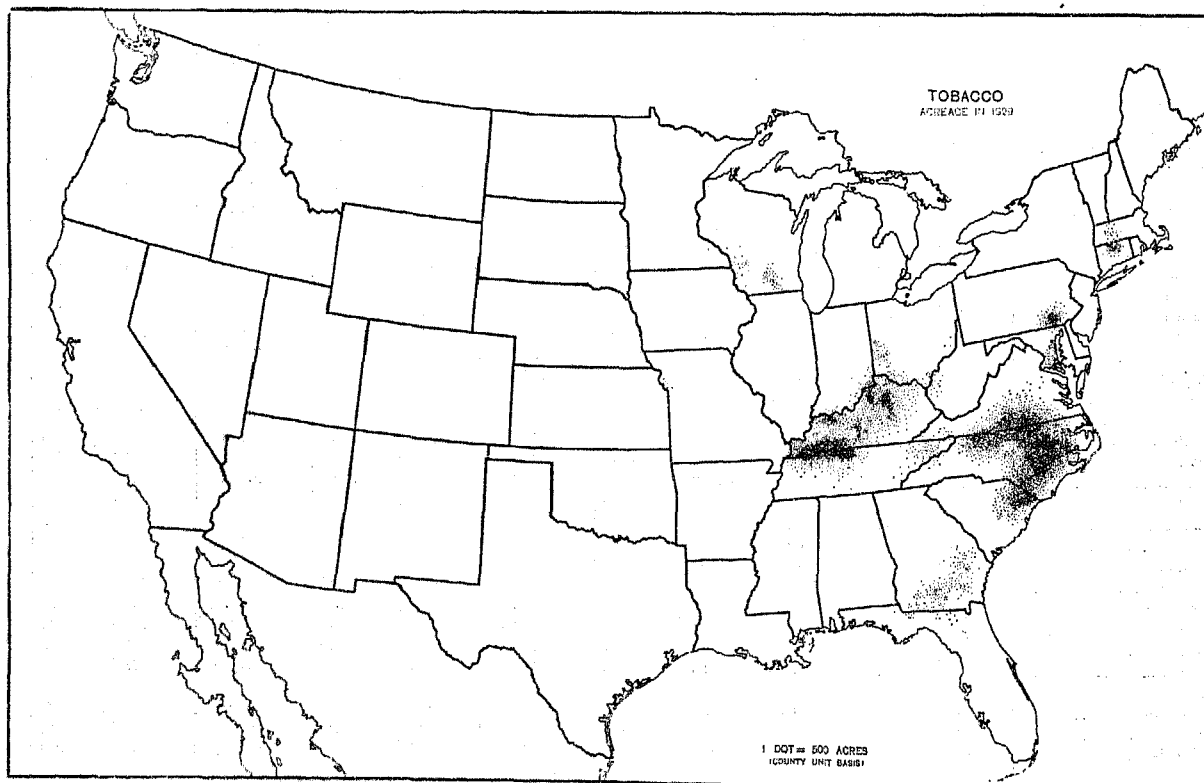 TOBACCO
ACREAGE IN 1929
1 DOT = 500 ACRES
(COUNTY UNIT BASIS)